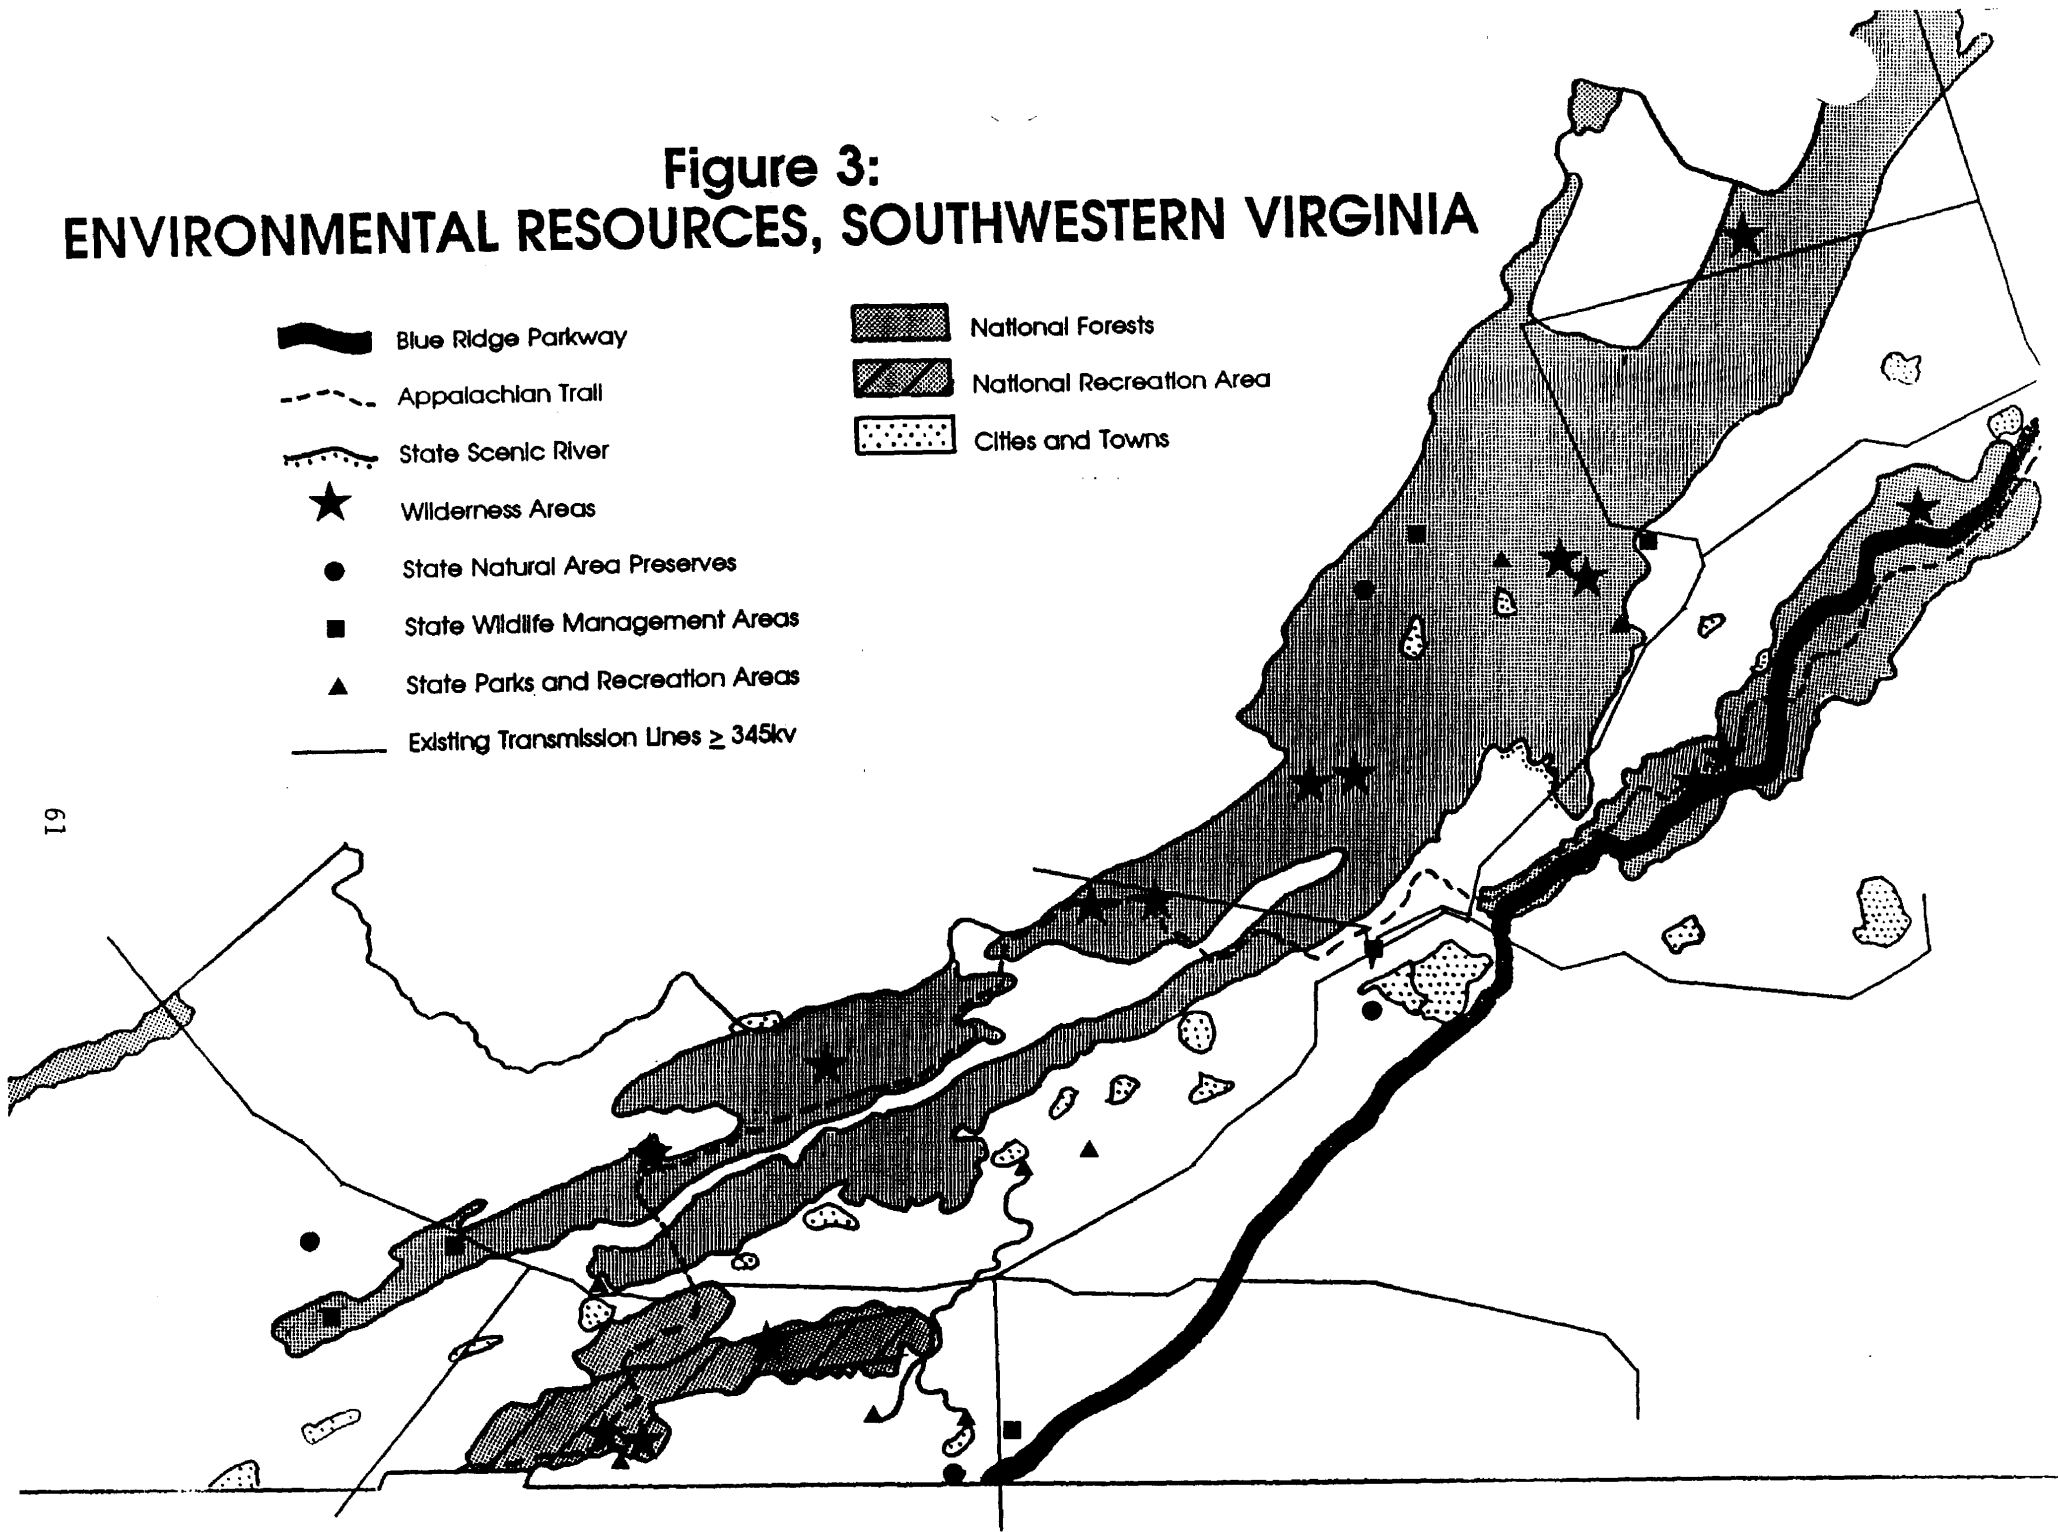 Figure 3:
ENVIRONMENTAL RESOURCES, SOUTHWESTERN VIRGINIA
Blue Ridge Parkway
Appalachian Trail
State Scenic River
Wilderness Areas
State Natural Area Preserves
State Wildlife Management Areas
State Parks and Recreation Areas
Existing Transmission Lines ≥ 345kv
National Forests
National Recreation Area
Cities and Towns
61